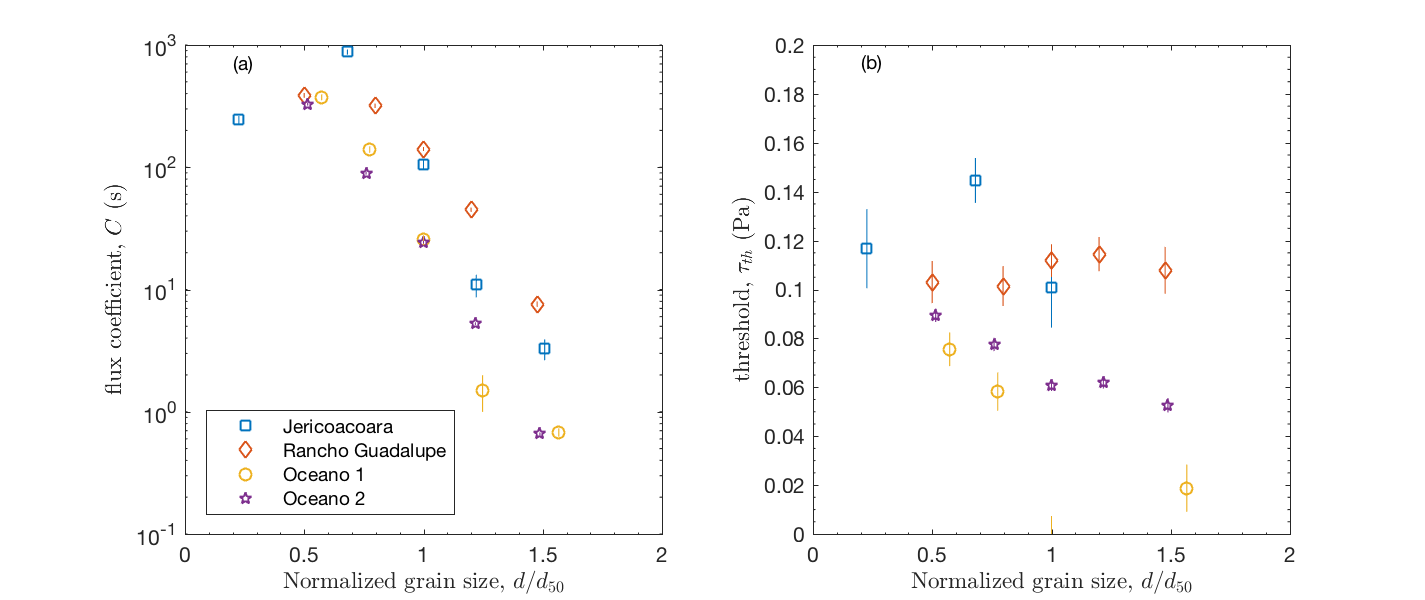 (a)
10^3
10^2
10^1
10^0
10^-1
flux coefficient, C (s)
Jericoacoara
Rancho Guadalupe
Oceano 1
Oceano 2
0 0.5 1 1.5 2
Normalized grain size, d/d_50
(b)
0.2
0.18
0.16
0.14
0.12
0.1
0.08
0.06
0.04
0.02
0
threshold, τ_th (Pa)
0 0.5 1 1.5 2
Normalized grain size, d/d_50